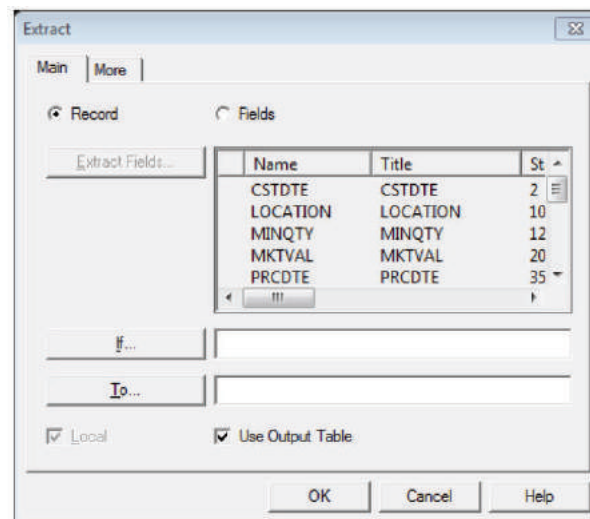 Extract
Main More
Record Fields
Extract Fields...
Name Title St
CSTDTE CSTDTE 2
LOCATION LOCATION 10
MINQTY MINQTY 12
MKTVAL MKTVAL 20
PRCDTE PRCDTE 35
If...
To...
Local Use Output Table
OK Cancel Help